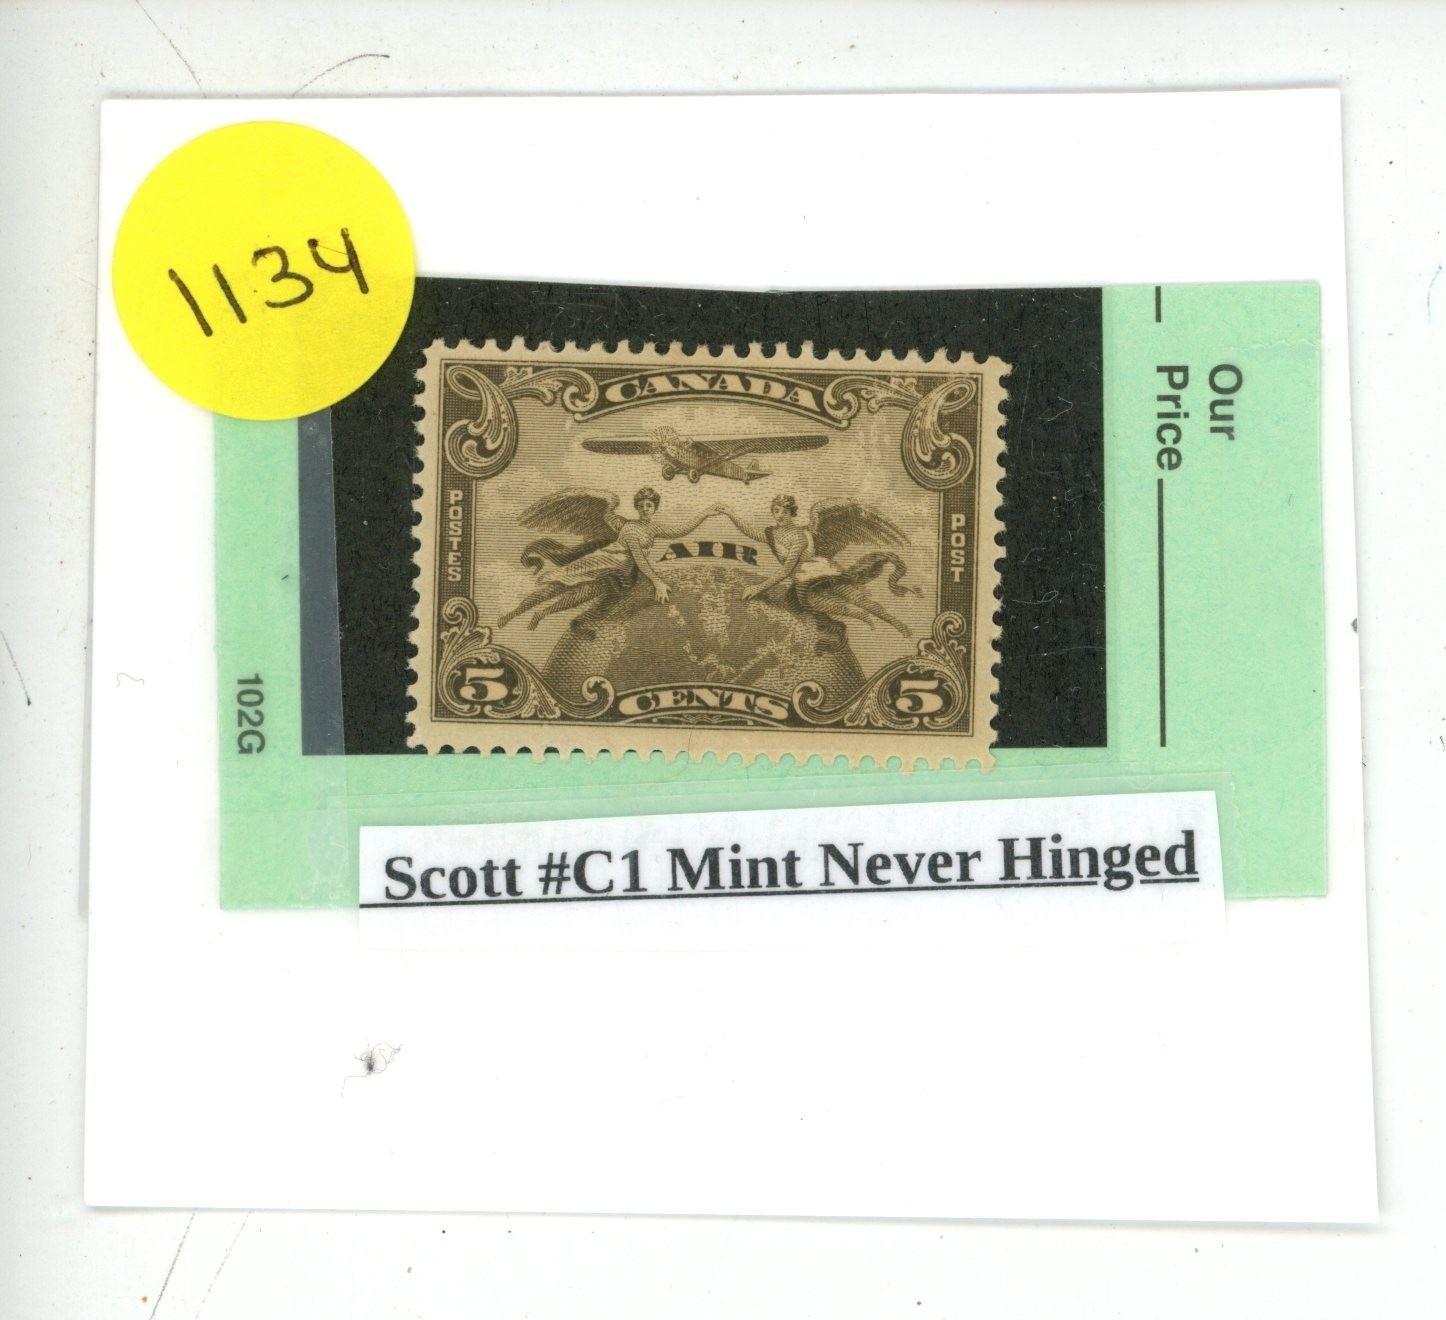 1134
CANADA
POSTES
POST
AIR
5
CENTS
5
Our
Price
102G
Scott #C1 Mint Never Hinged